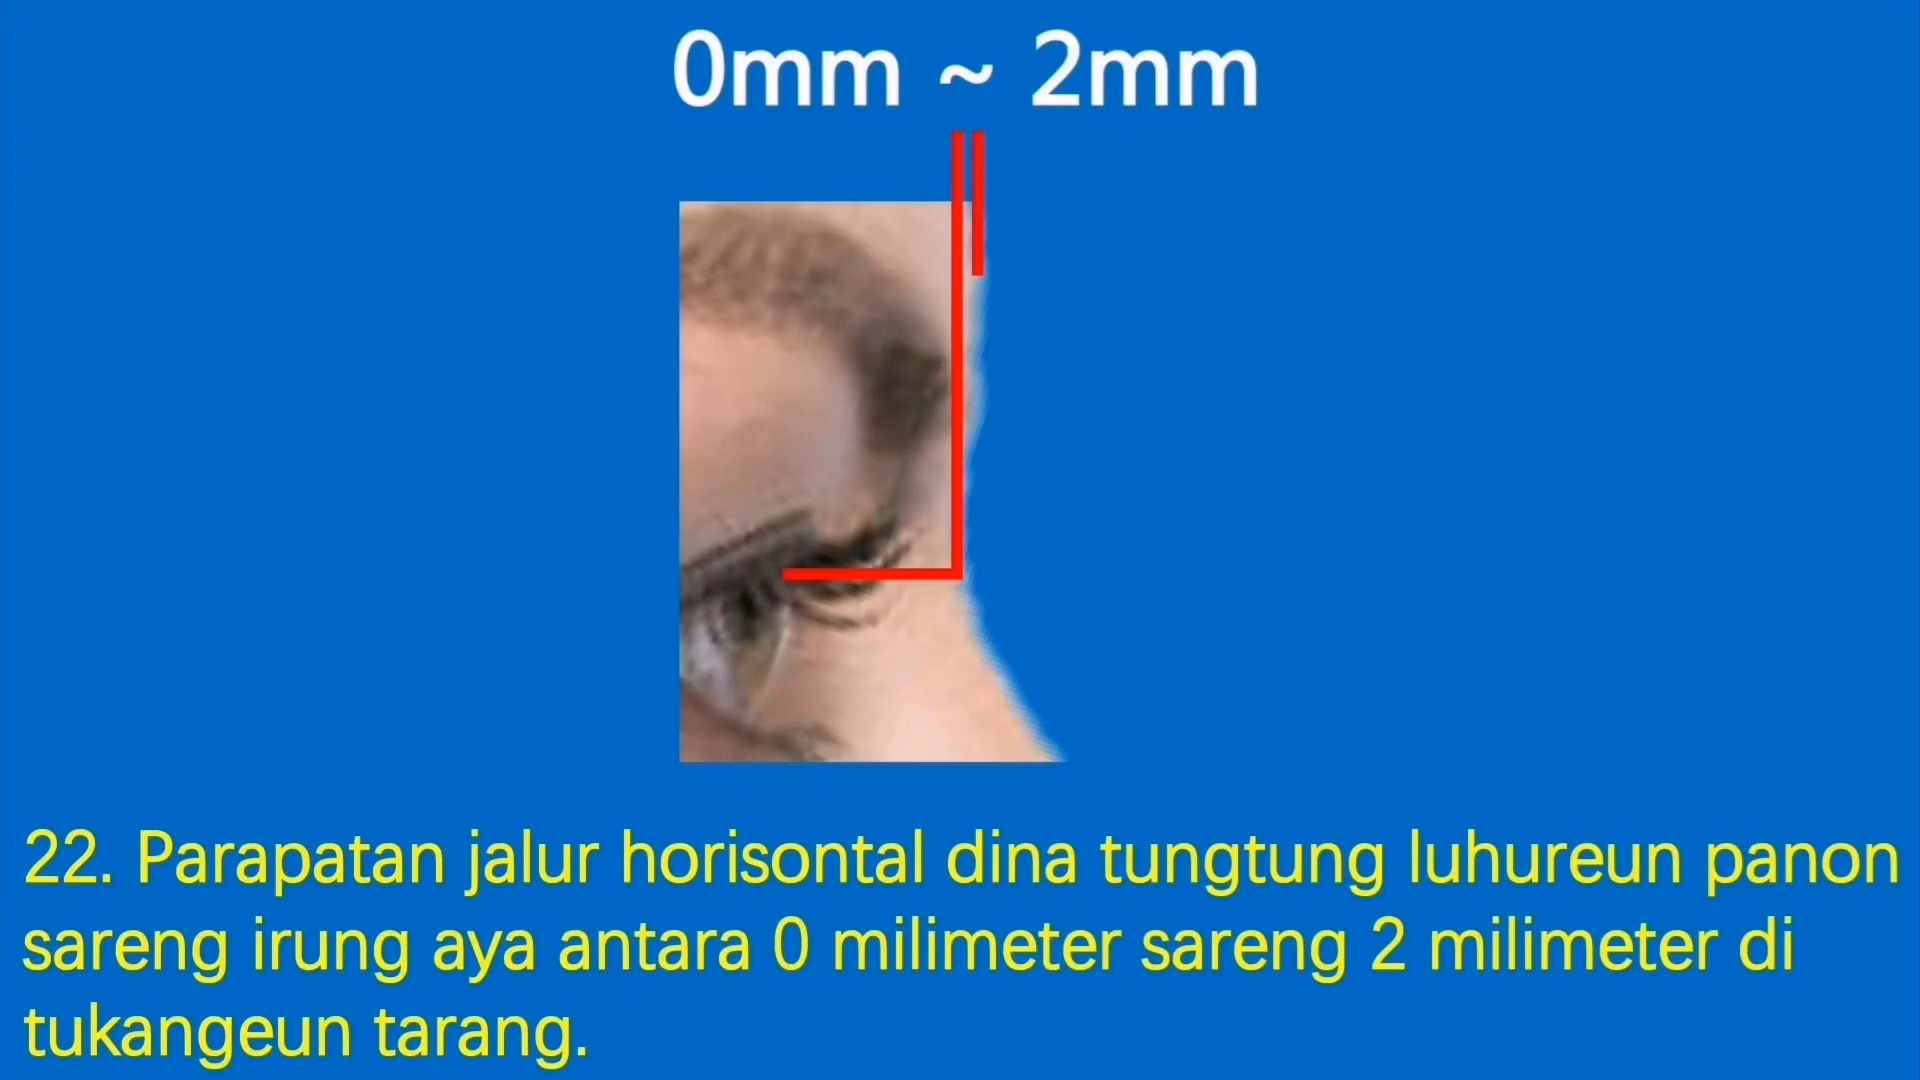 0mm ~ 2mm
22. Parapatan jalur horisontal dina tungtung luhureun panon
sareng irung aya antara 0 milimeter sareng 2 milimeter di
tukangeun tarang.